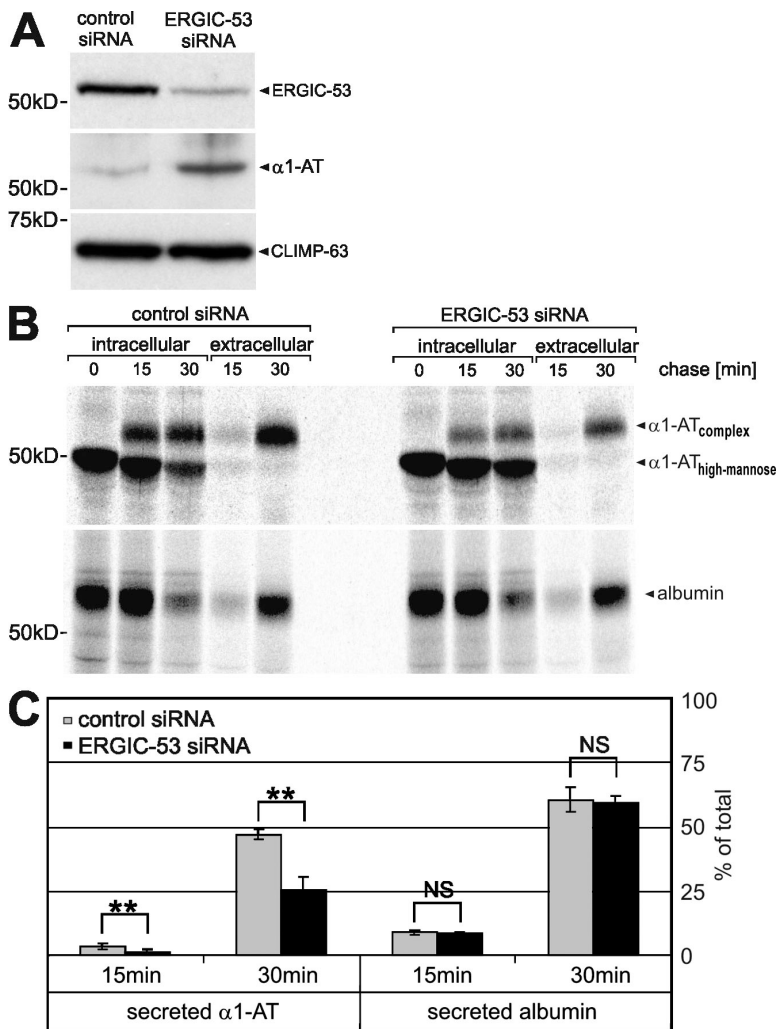 A
control
siRNA
ERGIC-53
siRNA
50kD-
ERGIC-53
50kD-
α1-AT
75kD-
CLIMP-63
B
control siRNA
ERGIC-53 siRNA
intracellular
extracellular
intracellular
extracellular
0 15 30 15 30
0 15 30 15 30
chase [min]
50kD-
α1-ATcomplex
α1-AThigh-mannose
50kD-
albumin
C
control siRNA
ERGIC-53 siRNA
100
75
50
25
0
% of total
**
**
NS
NS
15min
30min
15min
30min
secreted α1-AT
secreted albumin